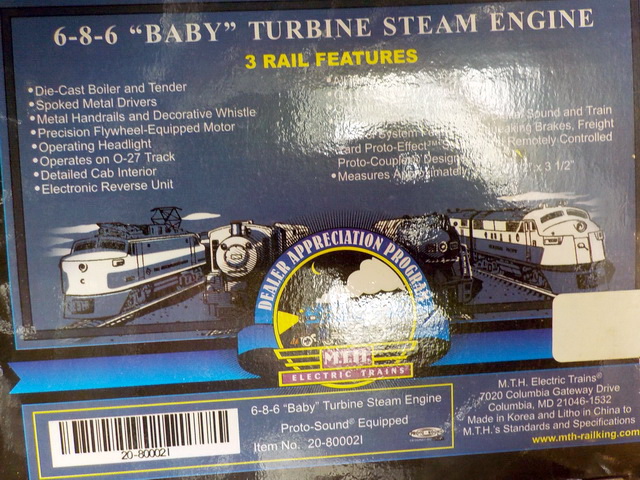 6-8-6 "BABY" TURBINE STEAM ENGINE
3 RAIL FEATURES
•Die-Cast Boiler and Tender
•Spoked Metal Drivers
•Metal Handrails and Decorative Whistle
•Precision Flywheel-Equipped Motor
•Operating Headlight
•Operates on O-27 Track
•Detailed Cab Interior
•Electronic Reverse Unit
Sound and Train
System Brakes, Freight
Yard Proto-Effect™ Remotely Controlled
Proto-Coupler
•Measures x 3 1/2"
DEALER APPRECIATION PROGRAM
M.T.H.
ELECTRIC TRAINS
6-8-6 "Baby" Turbine Steam Engine
Proto-Sound® Equipped
Item No. 20-80002I
20-80002I
M.T.H. Electric Trains®
7020 Columbia Gateway Drive
Columbia, MD 21046-1532
Made in Korea and Litho in China to
M.T.H.'s Standards and Specifications
www.mth-railking.com